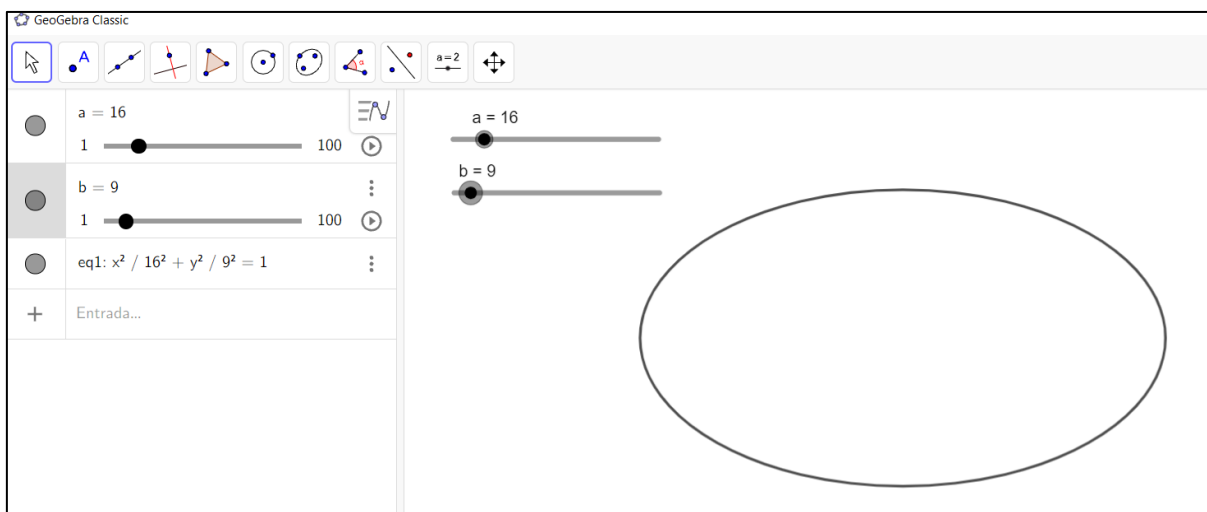 GeoGebra Classic
A
α
a=2
a = 16
1 100
b = 9
1 100
eq1: x² / 16² + y² / 9² = 1
+ Entrada...
a = 16
b = 9